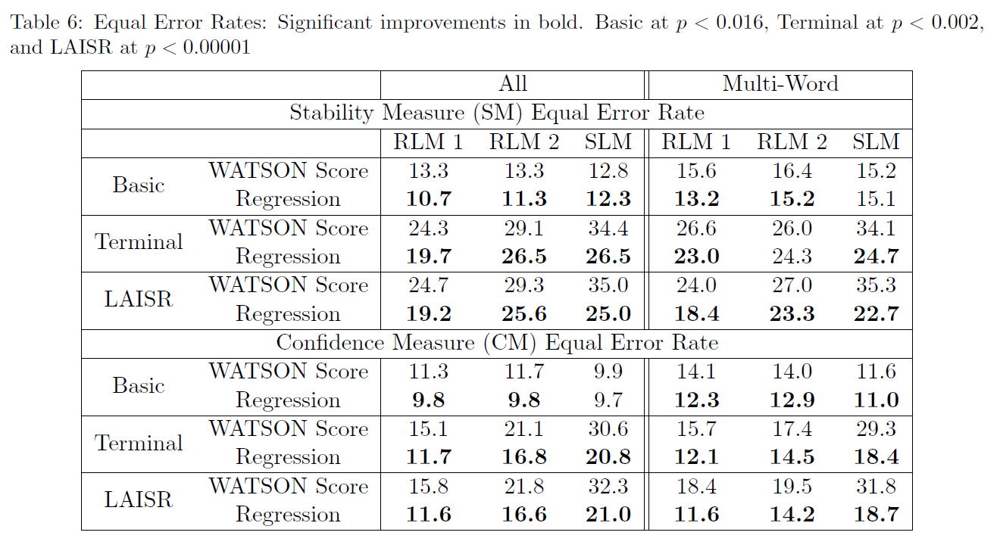 Table 6: Equal Error Rates: Significant improvements in bold. Basic at p < 0.016, Terminal at p < 0.002,
and LAISR at p < 0.00001
All Multi-Word
Stability Measure (SM) Equal Error Rate
RLM 1 RLM 2 SLM RLM 1 RLM 2 SLM
Basic
WATSON Score 13.3 13.3 12.8 15.6 16.4 15.2
Regression 10.7 11.3 12.3 13.2 15.2 15.1
Terminal
WATSON Score 24.3 29.1 34.4 26.6 26.0 34.1
Regression 19.7 26.5 26.5 23.0 24.3 24.7
LAISR
WATSON Score 24.7 29.3 35.0 24.0 27.0 35.3
Regression 19.2 25.6 25.0 18.4 23.3 22.7
Confidence Measure (CM) Equal Error Rate
Basic
WATSON Score 11.3 11.7 9.9 14.1 14.0 11.6
Regression 9.8 9.8 9.7 12.3 12.9 11.0
Terminal
WATSON Score 15.1 21.1 30.6 15.7 17.4 29.3
Regression 11.7 16.8 20.8 12.1 14.5 18.4
LAISR
WATSON Score 15.8 21.8 32.3 18.4 19.5 31.8
Regression 11.6 16.6 21.0 11.6 14.2 18.7